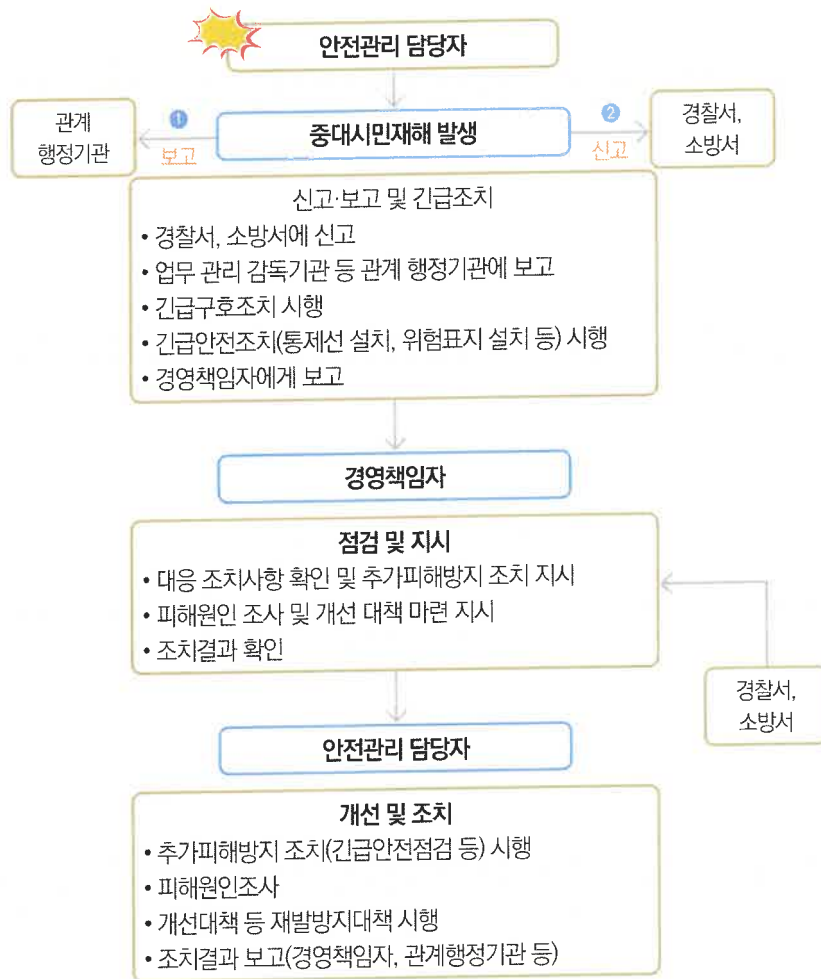 안전관리 담당자
관계
행정기관
1
보고
중대시민재해 발생
2
신고
경찰서,
소방서
신고·보고 및 긴급조치
• 경찰서, 소방서에 신고
• 업무 관리 감독기관 등 관계 행정기관에 보고
• 긴급구호조치 시행
• 긴급안전조치(통제선 설치, 위험표지 설치 등) 시행
• 경영책임자에게 보고
경영책임자
점검 및 지시
• 대응 조치사항 확인 및 추가피해방지 조치 지시
• 피해원인 조사 및 개선 대책 마련 지시
• 조치결과 확인
경찰서,
소방서
안전관리 담당자
개선 및 조치
• 추가피해방지 조치(긴급안전점검 등) 시행
• 피해원인조사
• 개선대책 등 재발방지대책 시행
• 조치결과 보고(경영책임자, 관계행정기관 등)